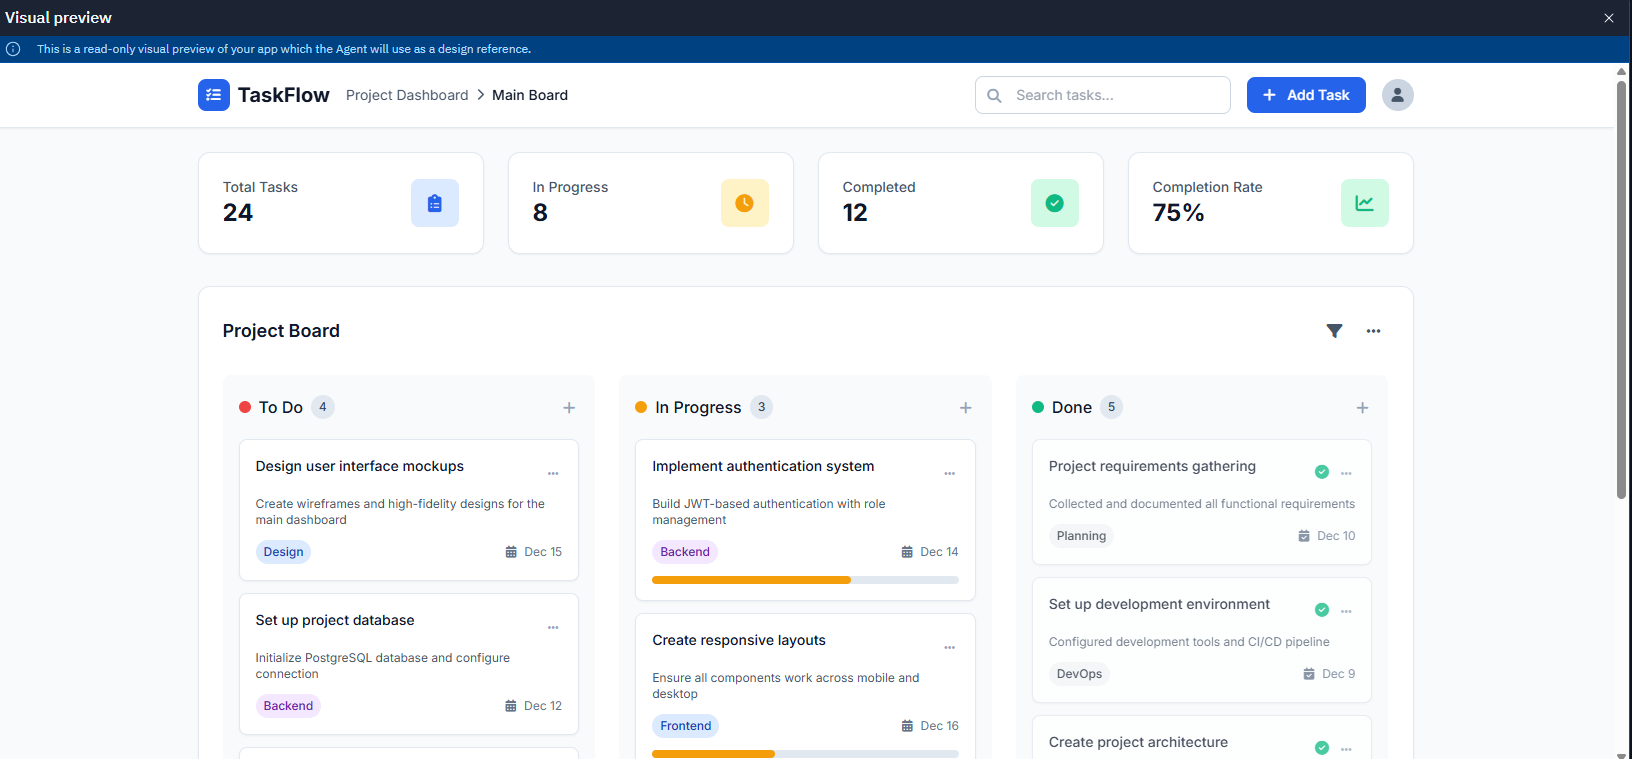 Visual preview
This is a read-only visual preview of your app which the Agent will use as a design reference.
TaskFlow Project Dashboard Main Board Search tasks... Add Task
Total Tasks
24
In Progress
8
Completed
12
Completion Rate
75%
Project Board
To Do 4
Design user interface mockups
Create wireframes and high-fidelity designs for the
main dashboard
Design Dec 15
Set up project database
Initialize PostgreSQL database and configure
connection
Backend Dec 12
In Progress 3
Implement authentication system
Build JWT-based authentication with role
management
Backend Dec 14
Create responsive layouts
Ensure all components work across mobile and
desktop
Frontend Dec 16
Done 5
Project requirements gathering
Collected and documented all functional requirements
Planning Dec 10
Set up development environment
Configured development tools and CI/CD pipeline
DevOps Dec 9
Create project architecture